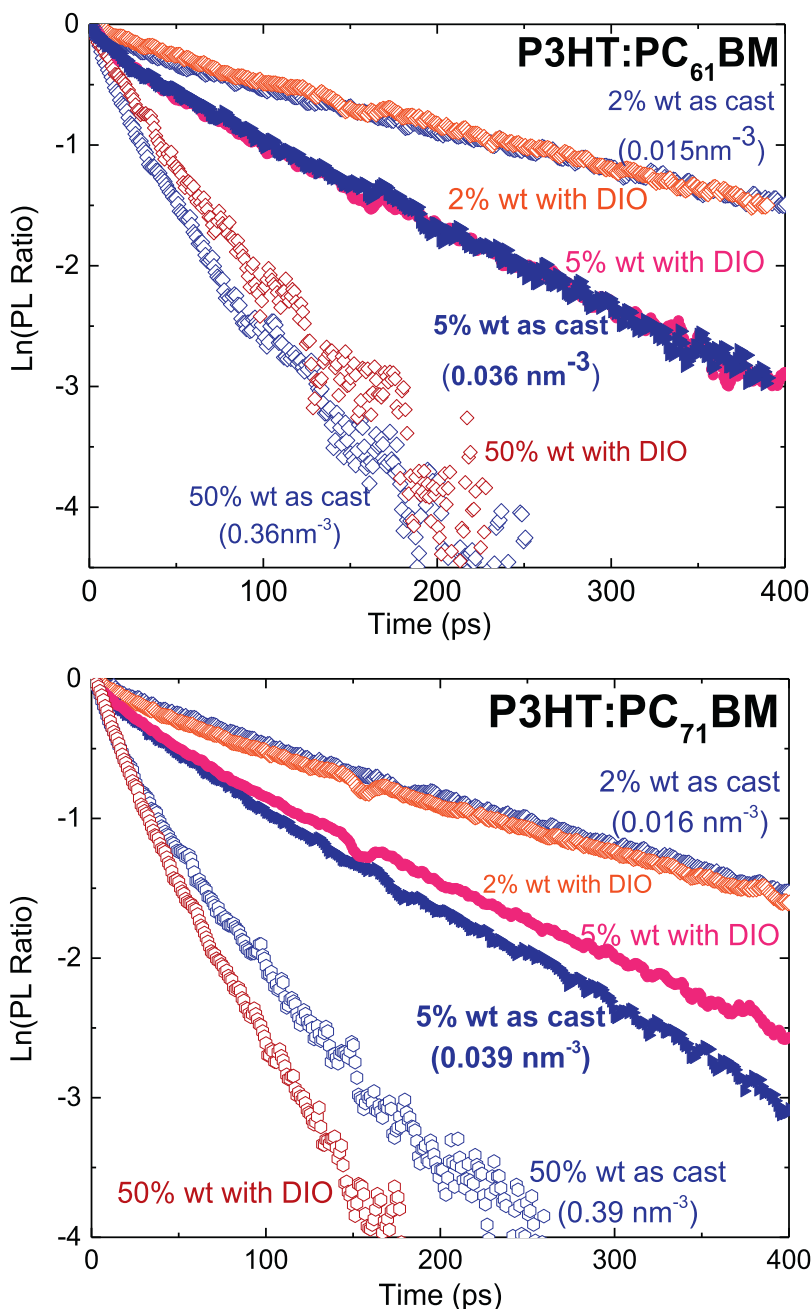 0
P3HT:PC61BM
2% wt as cast
(0.015nm-3)
-1
2% wt with DIO
-2
5% wt with DIO
5% wt as cast
(0.036 nm-3)
-3
50% wt with DIO
50% wt as cast
(0.36nm-3)
-4
Ln(PL Ratio)
0 100 200 300 400
Time (ps)
0
P3HT:PC71BM
2% wt as cast
(0.016 nm-3)
-1
2% wt with DIO
5% wt with DIO
-2
5% wt as cast
(0.039 nm-3)
-3
50% wt as cast
50% wt with DIO
(0.39 nm-3)
-4
Ln(PL Ratio)
0 100 200 300 400
Time (ps)